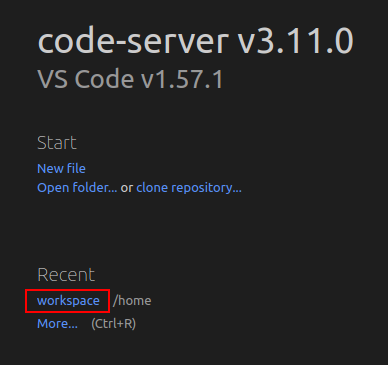 code-server v3.11.0
VS Code v1.57.1
Start
New file
Open folder... or clone repository...
Recent
workspace /home
More... (Ctrl+R)